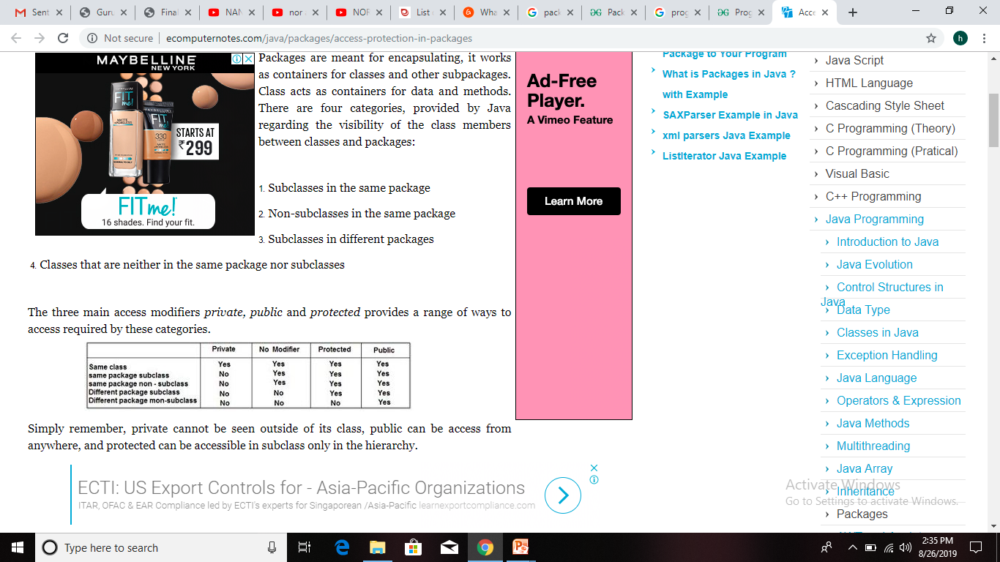 Sent
Guru
Final
NAN
nor
NOR
List
Wha
pack
Pack
prog
Prog
Acce
Not secure
ecomputernotes.com/java/packages/access-protection-in-packages
h
MAYBELLINE
NEW YORK
FIT
me!
MATTE
+PORELESS
FIT
me!
330
STARTS AT
₹299
FIT me!
16 shades. Find your fit.
Packages are meant for encapsulating, it works
as containers for classes and other subpackages.
Class acts as containers for data and methods.
There are four categories, provided by Java
regarding the visibility of the class members
between classes and packages:
1. Subclasses in the same package
2. Non-subclasses in the same package
3. Subclasses in different packages
4. Classes that are neither in the same package nor subclasses
The three main access modifiers private, public and protected provides a range of ways to
access required by these categories.
Private No Modifier Protected Public
Same class Yes Yes Yes Yes
same package subclass No Yes Yes Yes
same package non - subclass No Yes Yes Yes
Different package subclass No No Yes Yes
Different package mon-subclass No No No Yes
Simply remember, private cannot be seen outside of its class, public can be access from
anywhere, and protected can be accessible in subclass only in the hierarchy.
ECTI: US Export Controls for - Asia-Pacific Organizations
ITAR, OFAC & EAR Compliance led by ECTI's experts for Singaporean /Asia-Pacific learnexportcompliance.com
Ad-Free
Player.
A Vimeo Feature
Learn More
Package to Your Program
What is Packages in Java ?
with Example
SAXParser Example in Java
xml parsers Java Example
ListIterator Java Example
Java Script
HTML Language
Cascading Style Sheet
C Programming (Theory)
C Programming (Pratical)
Visual Basic
C++ Programming
Java Programming
Introduction to Java
Java Evolution
Control Structures in
Java
Data Type
Classes in Java
Exception Handling
Java Language
Operators & Expression
Java Methods
Multithreading
Java Array
Inheritance
Packages
Activate Windows
Go to Settings to activate Windows.
Type here to search
2:35 PM
8/26/2019